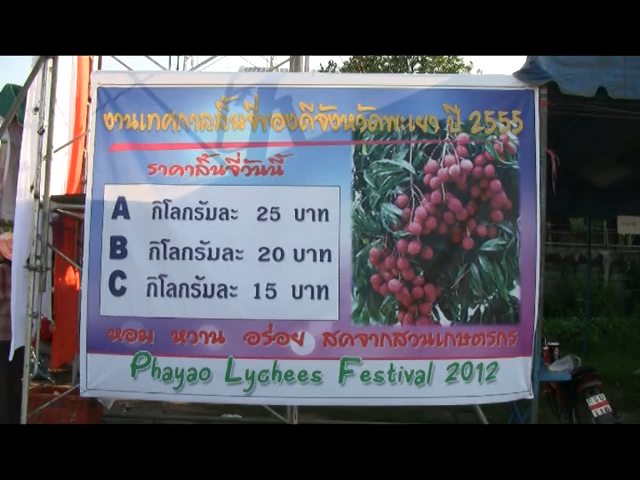 งานเทศกาลลิ้นจี่ของดีจังหวัดพะเยา ปี 2555
ราคาลิ้นจี่วันนี้
A กิโลกรัมละ 25 บาท
B กิโลกรัมละ 20 บาท
C กิโลกรัมละ 15 บาท
หอม หวาน อร่อย สดจากสวนเกษตรกร
Phayao Lychees Festival 2012